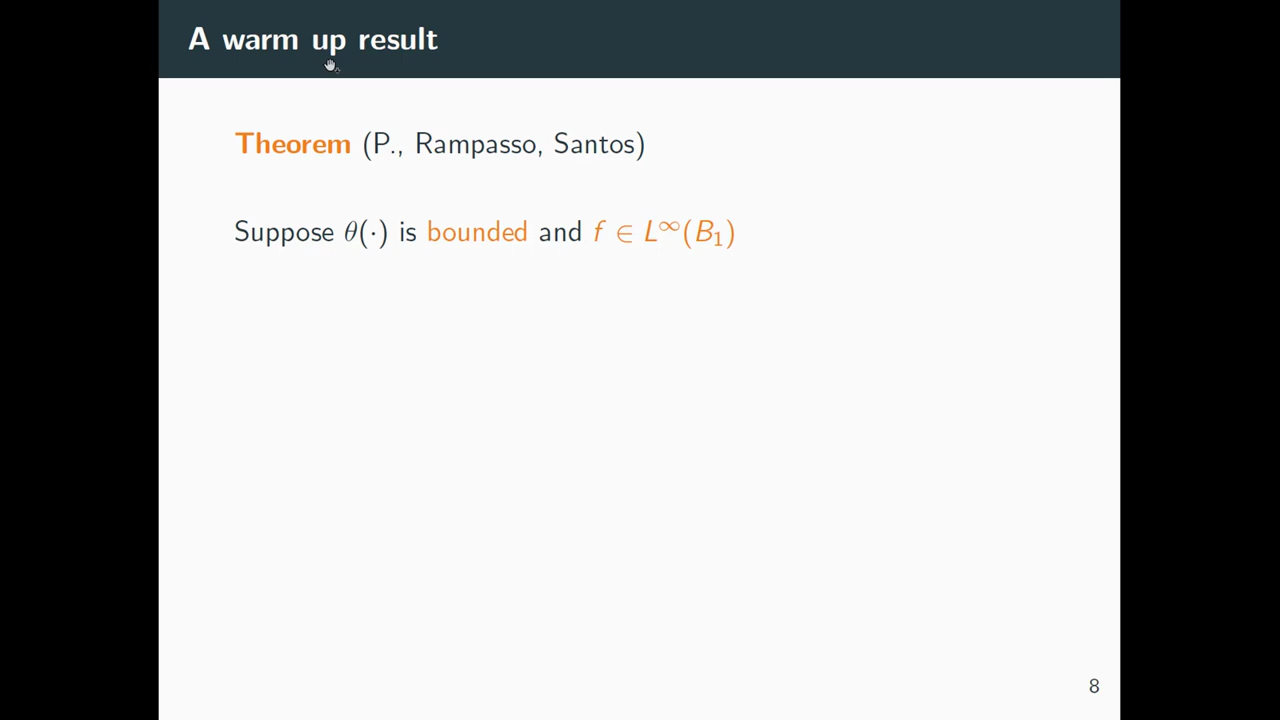 A warm up result
Theorem (P., Rampasso, Santos)
Suppose θ(·) is bounded and f ∈ L^∞(B_1)
8